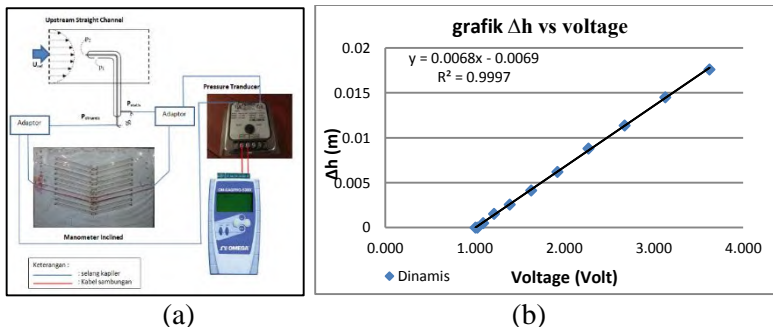 Upstream Straight Channel
Pressure Tranducer
Adaptor
Adaptor
OMEGA
Manometer Inclined
Keterangan :
: selang kapiler
: Kabel sambungan
(a)
grafik Δh vs voltage
y = 0.0068x - 0.0069
R² = 0.9997
0.02
0.015
0.01
0.005
0
Δh (m)
0.000 1.000 2.000 3.000 4.000
Dinamis
Voltage (Volt)
(b)